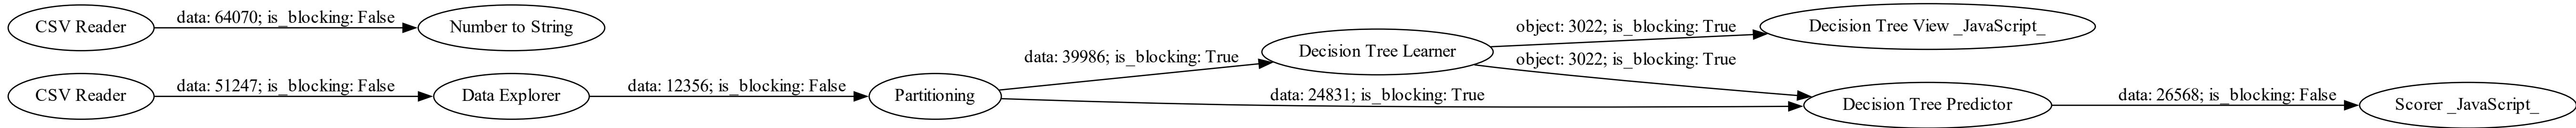 CSV Reader
data: 64070; is_blocking: False
Number to String
CSV Reader
data: 51247; is_blocking: False
Data Explorer
data: 12356; is_blocking: False
Partitioning
data: 39986; is_blocking: True
Decision Tree Learner
object: 3022; is_blocking: True
Decision Tree View _JavaScript_
object: 3022; is_blocking: True
data: 24831; is_blocking: True
Decision Tree Predictor
data: 26568; is_blocking: False
Scorer _JavaScript_